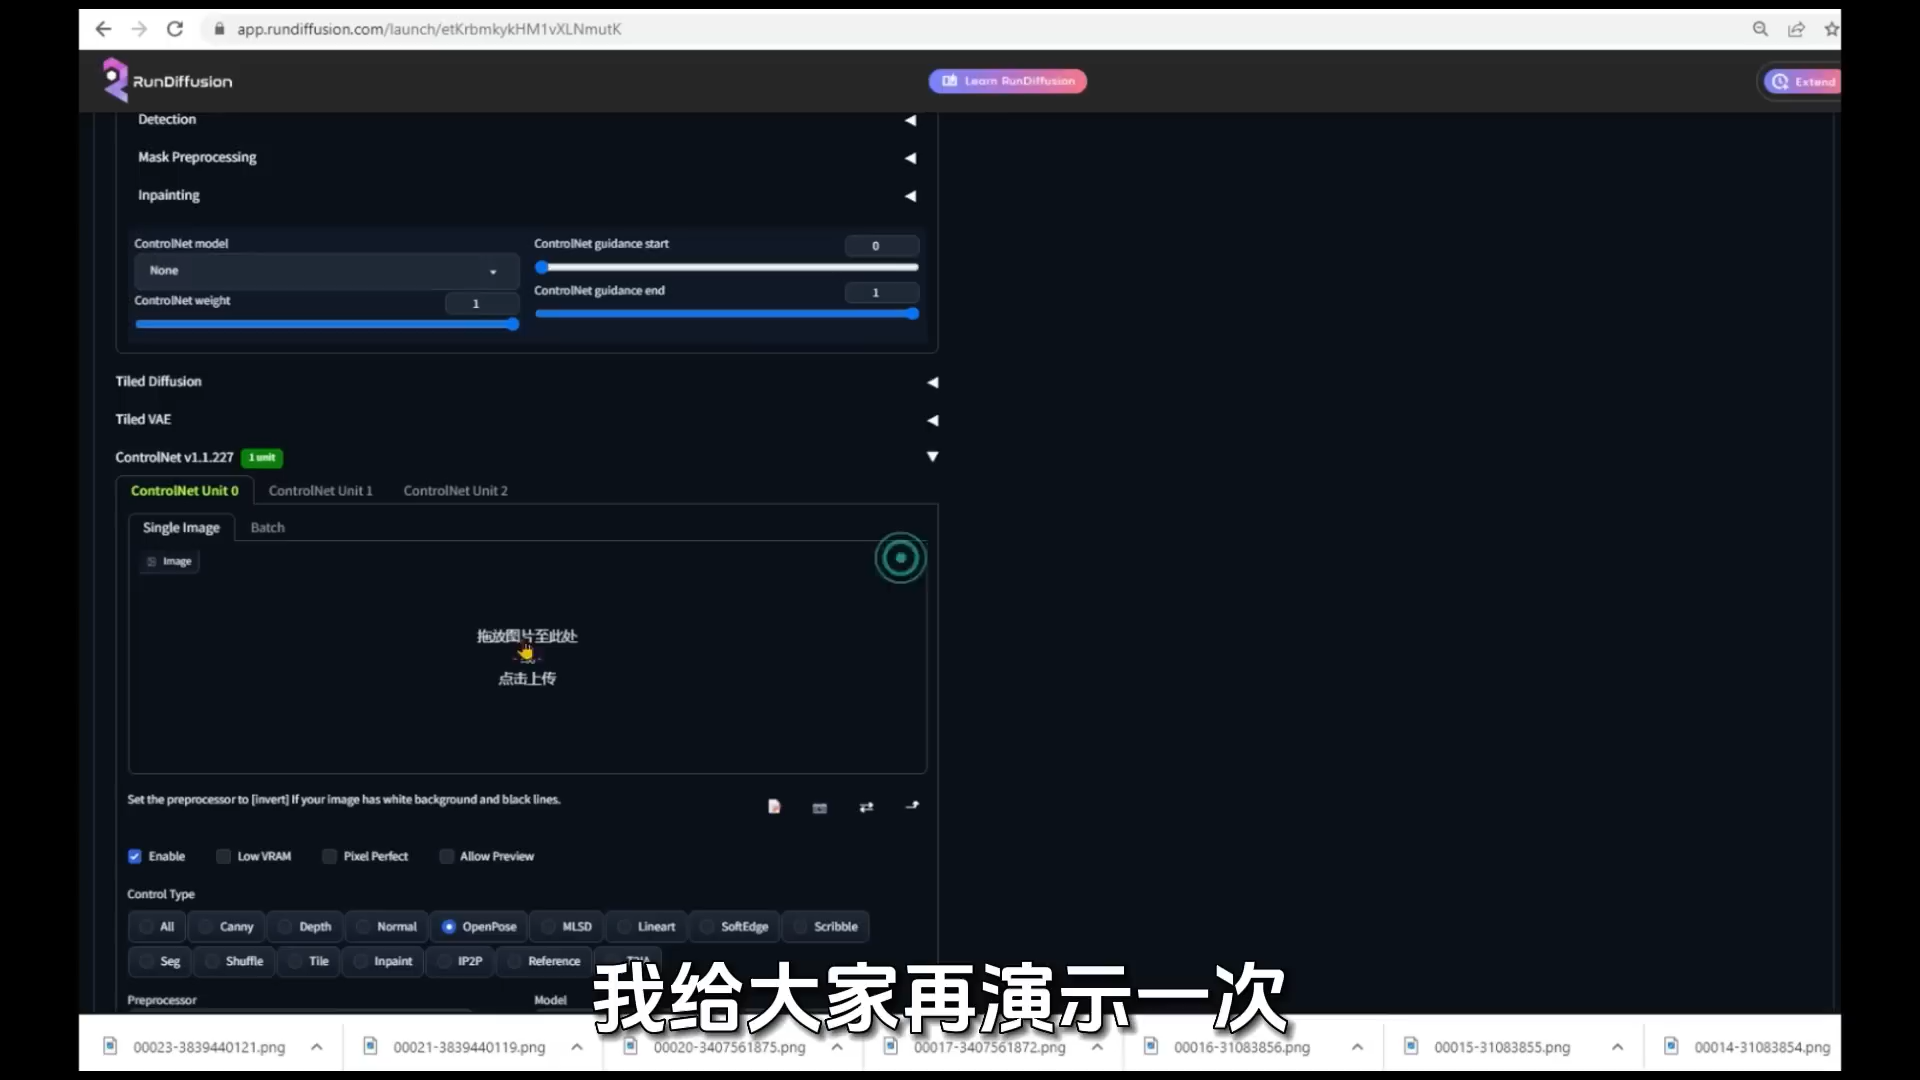 app.rundiffusion.com/launch/etKrbmkykHM1vXLNmutK
RunDiffusion
Learn RunDiffusion
Extend
Detection
Mask Preprocessing
Inpainting
ControlNet model
None
ControlNet weight
1
ControlNet guidance start
0
ControlNet guidance end
1
Tiled Diffusion
Tiled VAE
ControlNet v1.1.227
1 unit
ControlNet Unit 0
ControlNet Unit 1
ControlNet Unit 2
Single Image
Batch
Image
拖放图片至此处
点击上传
Set the preprocessor to [invert] If your image has white background and black lines.
Enable
Low VRAM
Pixel Perfect
Allow Preview
Control Type
All
Canny
Depth
Normal
OpenPose
MLSD
Lineart
SoftEdge
Scribble
Seg
Shuffle
Tile
Inpaint
IP2P
Reference
Preprocessor
Model
我给大家再演示一次
00023-3839440121.png
00021-3839440119.png
00020-3407561875.png
00017-3407561872.png
00016-31083856.png
00015-31083855.png
00014-31083854.png